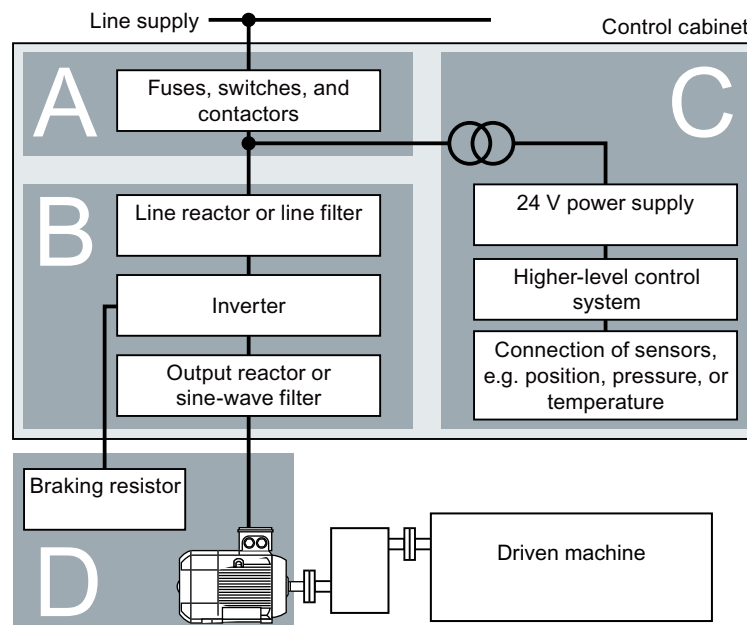 Line supply
Control cabinet
A
Fuses, switches, and
contactors
C
B
Line reactor or line filter
24 V power supply
Inverter
Higher-level control
system
Output reactor or
sine-wave filter
Connection of sensors,
e.g. position, pressure, or
temperature
Braking resistor
D
Driven machine